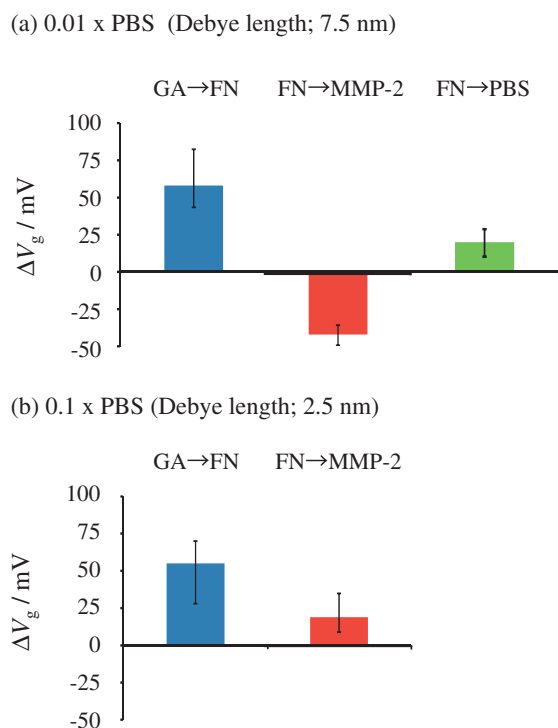 (a) 0.01 x PBS (Debye length; 7.5 nm)
GA→FN FN→MMP-2 FN→PBS
100
75
50
25
0
-25
-50
ΔVg / mV
(b) 0.1 x PBS (Debye length; 2.5 nm)
GA→FN FN→MMP-2
100
75
50
25
0
-25
-50
ΔVg / mV